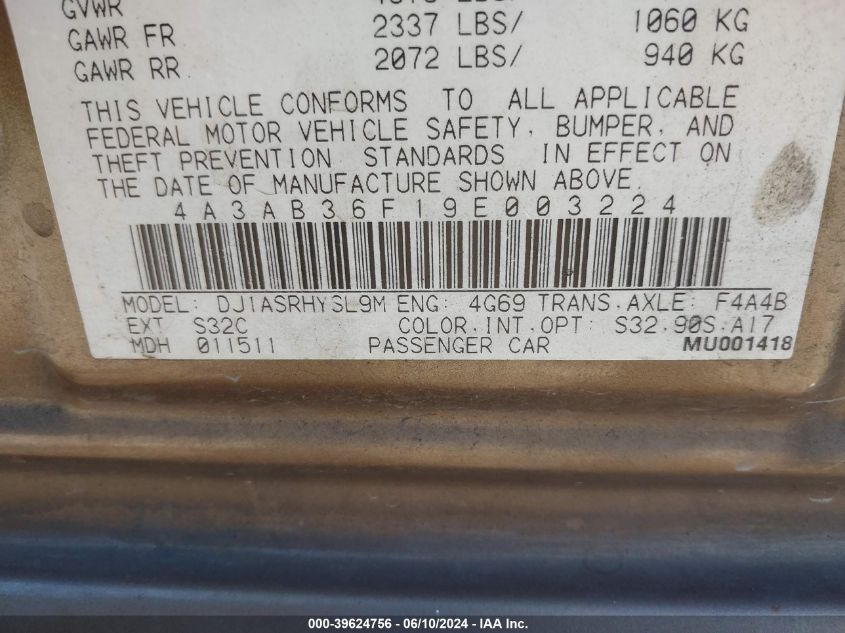 GVWR
GAWR FR 2337 LBS/ 1060 KG
GAWR RR 2072 LBS/ 940 KG
THIS VEHICLE CONFORMS TO ALL APPLICABLE
FEDERAL MOTOR VEHICLE SAFETY, BUMPER, AND
THEFT PREVENTION STANDARDS IN EFFECT ON
THE DATE OF MANUFACTURE SHOWN ABOVE.
4A3AB36F19E003224
MODEL: DJ1ASRHYSL9M ENG: 4G69 TRANS.AXLE: F4A4B
EXT S32C COLOR.INT.OPT: S32.90S.A17
MDH 011511 PASSENGER CAR MU001418
000-39624756 - 06/10/2024 - IAA Inc.